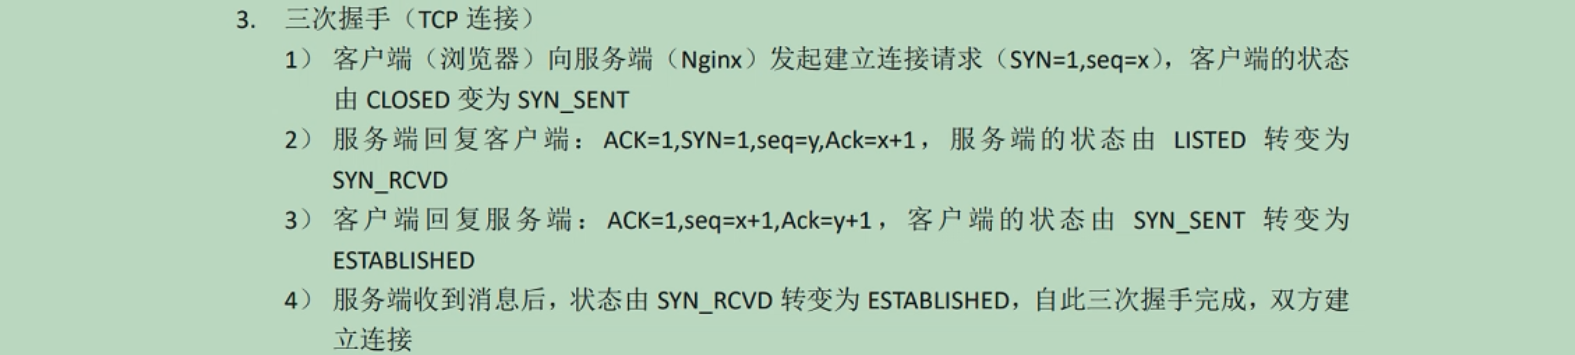 3. 三次握手（TCP 连接）
1） 客户端（浏览器）向服务端（Nginx）发起建立连接请求（SYN=1,seq=x），客户端的状态
由 CLOSED 变为 SYN_SENT
2） 服务端回复客户端：ACK=1,SYN=1,seq=y,Ack=x+1，服务端的状态由 LISTED 转变为
SYN_RCVD
3） 客户端回复服务端：ACK=1,seq=x+1,Ack=y+1，客户端的状态由 SYN_SENT 转变为
ESTABLISHED
4） 服务端收到消息后，状态由 SYN_RCVD 转变为 ESTABLISHED，自此三次握手完成，双方建
立连接